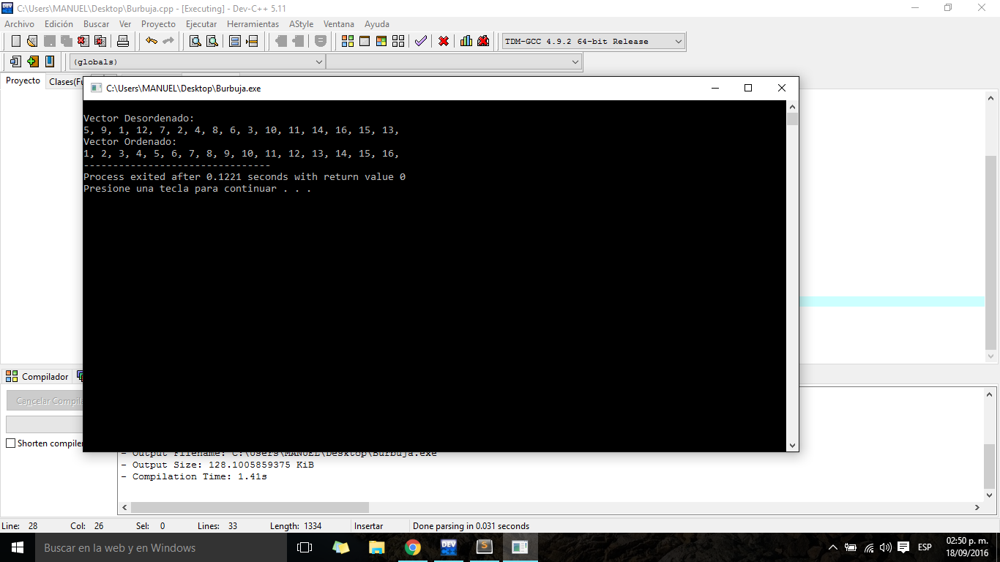 C:\Users\MANUEL\Desktop\Burbuja.cpp - [Executing] - Dev-C++ 5.11
Archivo Edición Buscar Ver Proyecto Ejecutar Herramientas AStyle Ventana Ayuda
TDM-GCC 4.9.2 64-bit Release
(globals)
Proyecto Clases(Fu
C:\Users\MANUEL\Desktop\Burbuja.exe
Vector Desordenado:
5, 9, 1, 12, 7, 2, 4, 8, 6, 3, 10, 11, 14, 16, 15, 13,
Vector Ordenado:
1, 2, 3, 4, 5, 6, 7, 8, 9, 10, 11, 12, 13, 14, 15, 16,
--------------------------------
Process exited after 0.1221 seconds with return value 0
Presione una tecla para continuar . . .
Compilador
Cancelar Compila
Shorten compiler
- Output Filename: C:\Users\MANUEL\Desktop\Burbuja.exe
- Output Size: 128.1005859375 KiB
- Compilation Time: 1.41s
Line: 28 Col: 26 Sel: 0 Lines: 33 Length: 1334 Insertar Done parsing in 0.031 seconds
Buscar en la web y en Windows
DEV
S
ESP
02:50 p. m.
18/09/2016